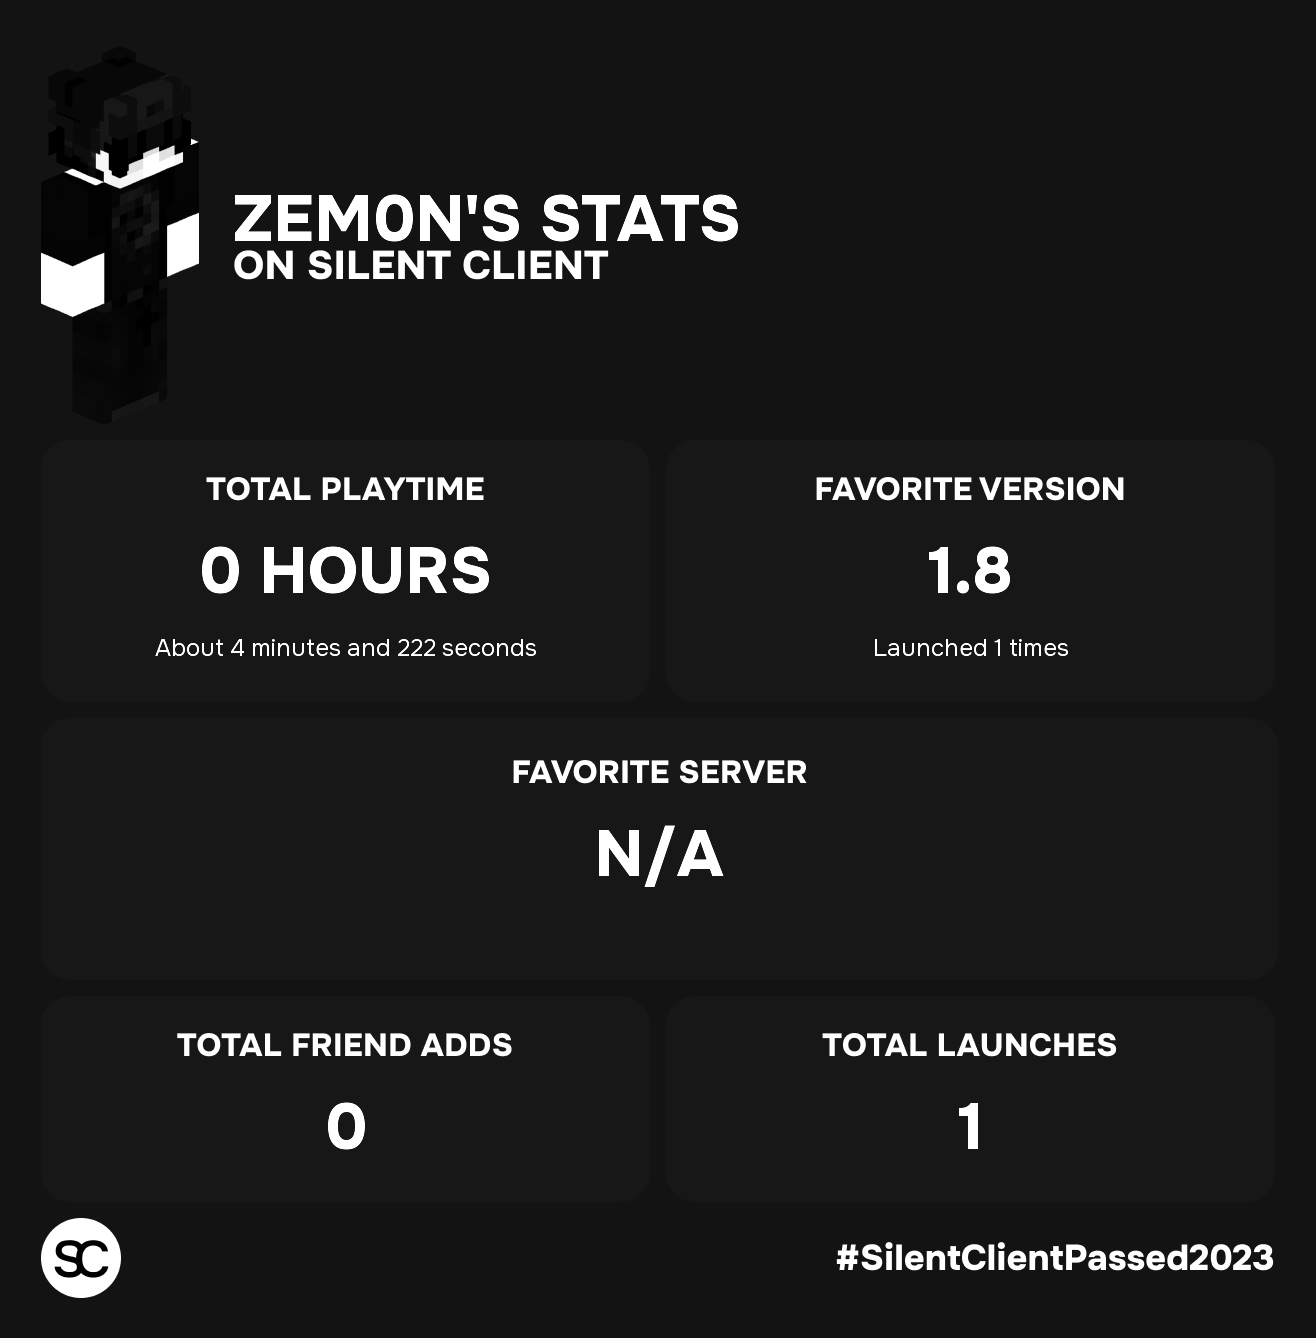 ZEM0N'S STATS
ON SILENT CLIENT
TOTAL PLAYTIME
0 HOURS
About 4 minutes and 222 seconds
FAVORITE VERSION
1.8
Launched 1 times
FAVORITE SERVER
N/A
TOTAL FRIEND ADDS
0
TOTAL LAUNCHES
1
SC
#SilentClientPassed2023